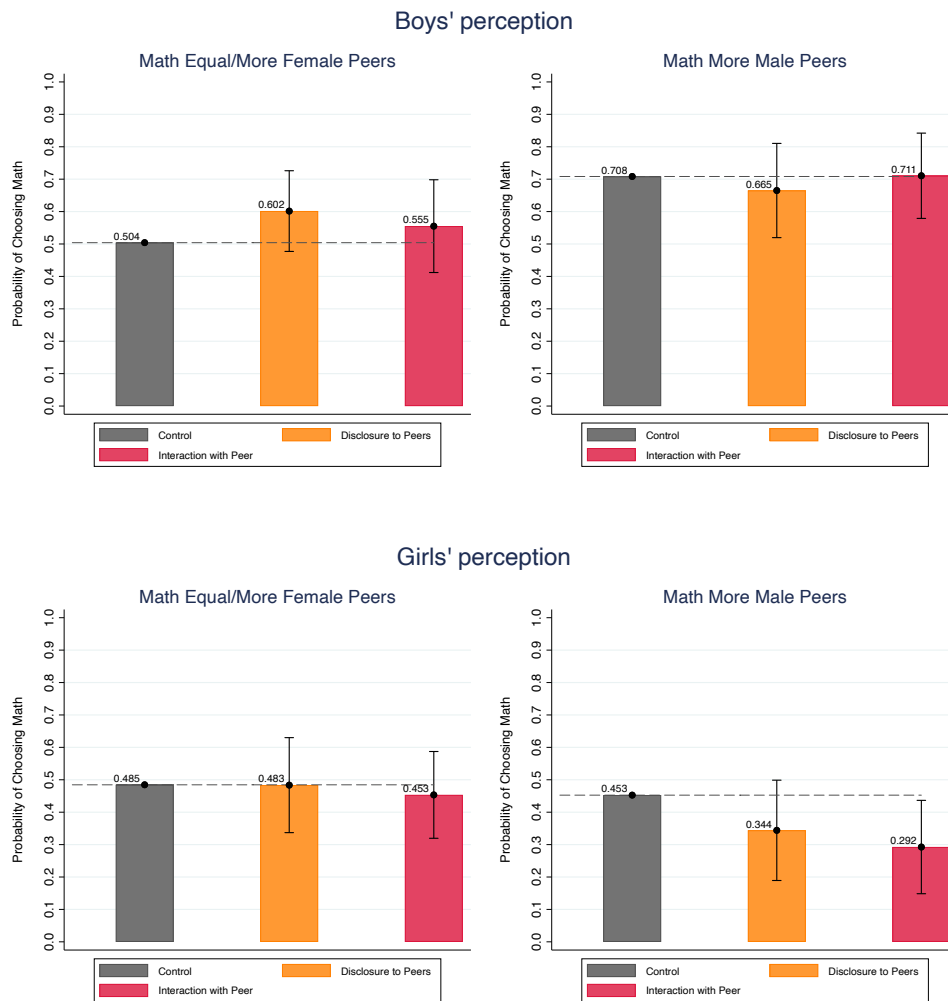 Boys' perception
Math Equal/More Female Peers
Probability of Choosing Math
1.0
0.9
0.8
0.7
0.6
0.5
0.4
0.3
0.2
0.1
0.0
0.504
0.602
0.555
Control
Disclosure to Peers
Interaction with Peer
Math More Male Peers
Probability of Choosing Math
1.0
0.9
0.8
0.7
0.6
0.5
0.4
0.3
0.2
0.1
0.0
0.708
0.665
0.711
Control
Disclosure to Peers
Interaction with Peer
Girls' perception
Math Equal/More Female Peers
Probability of Choosing Math
1.0
0.9
0.8
0.7
0.6
0.5
0.4
0.3
0.2
0.1
0.0
0.485
0.483
0.453
Control
Disclosure to Peers
Interaction with Peer
Math More Male Peers
Probability of Choosing Math
1.0
0.9
0.8
0.7
0.6
0.5
0.4
0.3
0.2
0.1
0.0
0.453
0.344
0.292
Control
Disclosure to Peers
Interaction with Peer